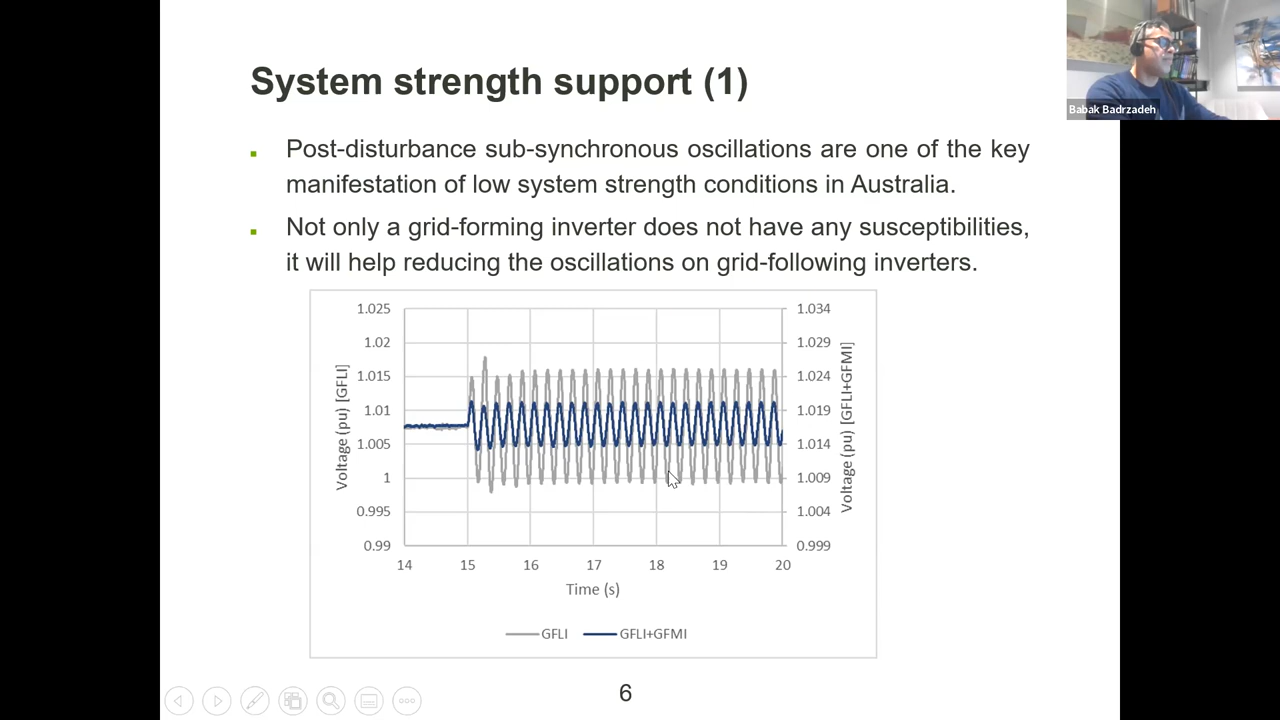 System strength support (1)
Babak Badrzadeh
Post-disturbance sub-synchronous oscillations are one of the key
manifestation of low system strength conditions in Australia.
Not only a grid-forming inverter does not have any susceptibilities,
it will help reducing the oscillations on grid-following inverters.
Voltage (pu) [GFLI]
1.025
1.02
1.015
1.01
1.005
1
0.995
0.99
1.034
1.029
1.024
1.019
1.014
1.009
1.004
0.999
Voltage (pu) [GFLI+GFMI]
14 15 16 17 18 19 20
Time (s)
GFLI GFLI+GFMI
6